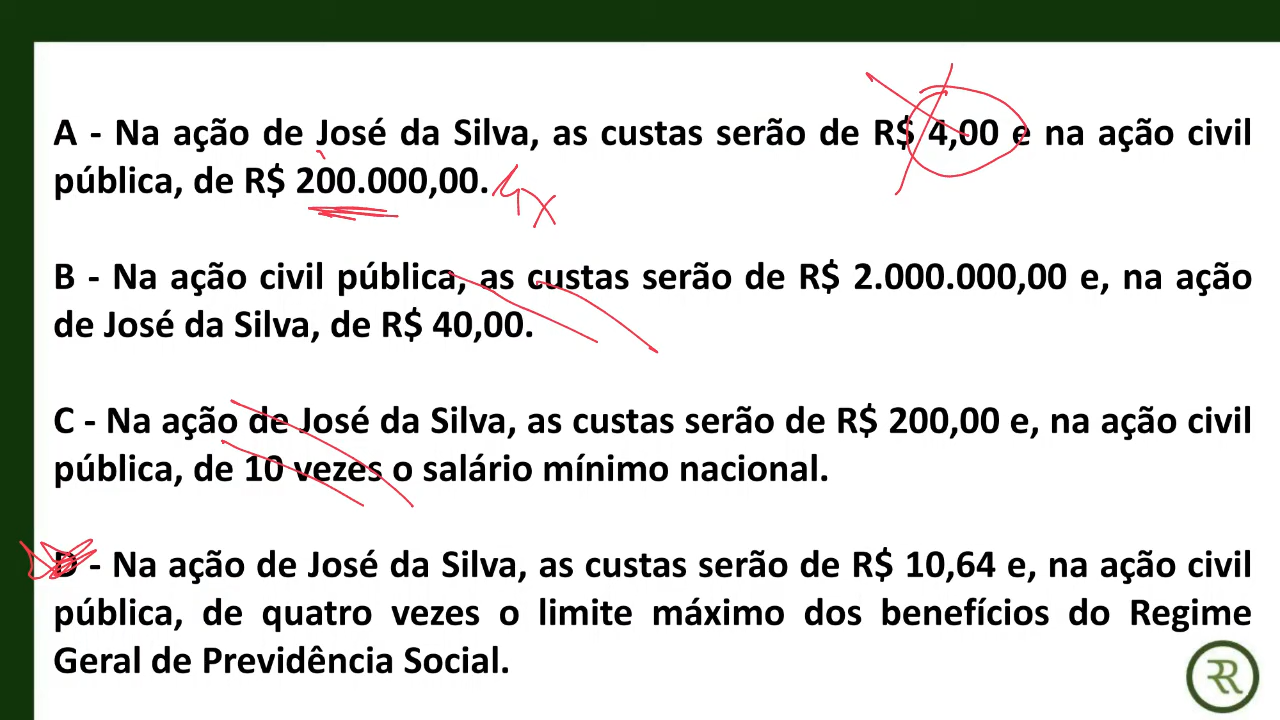 A - Na ação de José da Silva, as custas serão de R$ 4,00 e na ação civil
pública, de R$ 200.000,00. 4x
B - Na ação civil pública, as custas serão de R$ 2.000.000,00 e, na ação
de José da Silva, de R$ 40,00.
C - Na ação de José da Silva, as custas serão de R$ 200,00 e, na ação civil
pública, de 10 vezes o salário mínimo nacional.
D - Na ação de José da Silva, as custas serão de R$ 10,64 e, na ação civil
pública, de quatro vezes o limite máximo dos benefícios do Regime
Geral de Previdência Social.